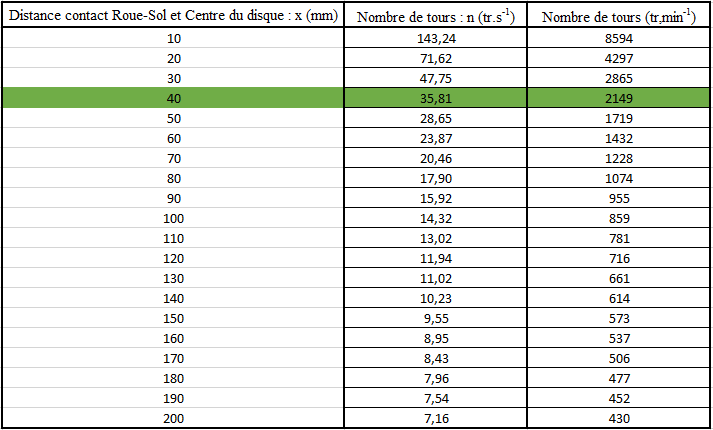 Distance contact Roue-Sol et Centre du disque : x (mm) Nombre de tours : n (tr.s-1) Nombre de tours (tr,min-1)
10 143,24 8594
20 71,62 4297
30 47,75 2865
40 35,81 2149
50 28,65 1719
60 23,87 1432
70 20,46 1228
80 17,90 1074
90 15,92 955
100 14,32 859
110 13,02 781
120 11,94 716
130 11,02 661
140 10,23 614
150 9,55 573
160 8,95 537
170 8,43 506
180 7,96 477
190 7,54 452
200 7,16 430